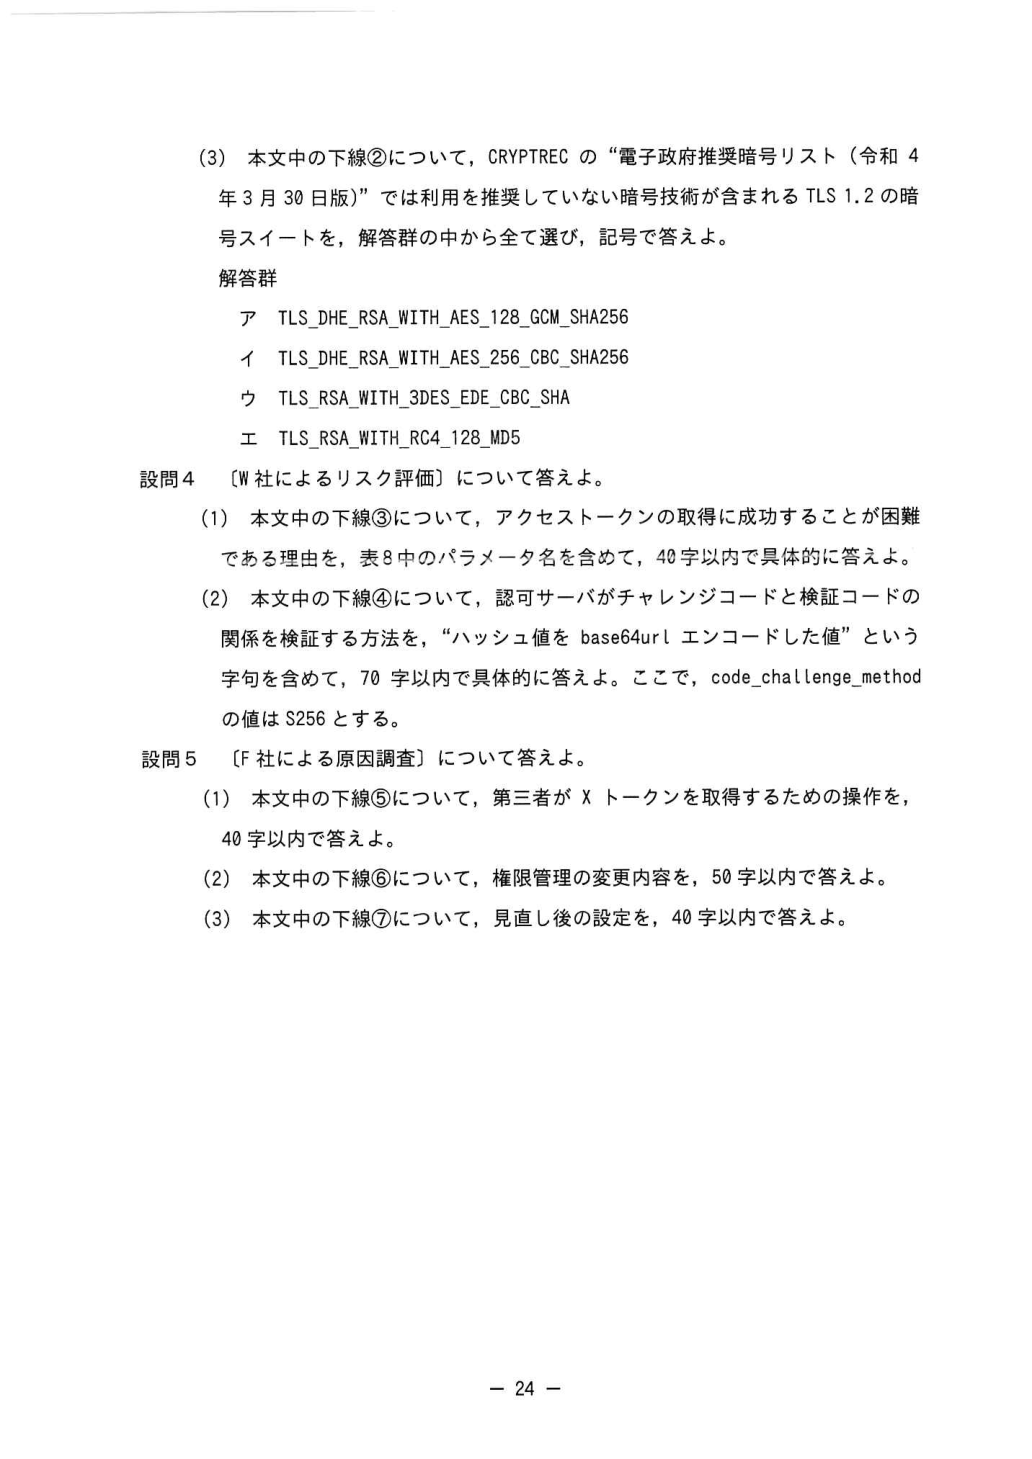 (3) 本文中の下線②について，CRYPTREC の“電子政府推奨暗号リスト（令和 4
年 3 月 30 日版）”では利用を推奨していない暗号技術が含まれる TLS 1.2 の暗
号スイートを，解答群の中から全て選び，記号で答えよ。
解答群
ア TLS_DHE_RSA_WITH_AES_128_GCM_SHA256
イ TLS_DHE_RSA_WITH_AES_256_CBC_SHA256
ウ TLS_RSA_WITH_3DES_EDE_CBC_SHA
エ TLS_RSA_WITH_RC4_128_MD5
設問4 〔W 社によるリスク評価〕について答えよ。
(1) 本文中の下線③について，アクセストークンの取得に成功することが困難
である理由を，表8中のパラメータ名を含めて，40 字以内で具体的に答えよ。
(2) 本文中の下線④について，認可サーバがチャレンジコードと検証コードの
関係を検証する方法を，“ハッシュ値を base64url エンコードした値”という
字句を含めて，70 字以内で具体的に答えよ。ここで，code_challenge_method
の値は S256 とする。
設問5 〔F 社による原因調査〕について答えよ。
(1) 本文中の下線⑤について，第三者が X トークンを取得するための操作を，
40 字以内で答えよ。
(2) 本文中の下線⑥について，権限管理の変更内容を，50 字以内で答えよ。
(3) 本文中の下線⑦について，見直し後の設定を，40 字以内で答えよ。
－ 24 －